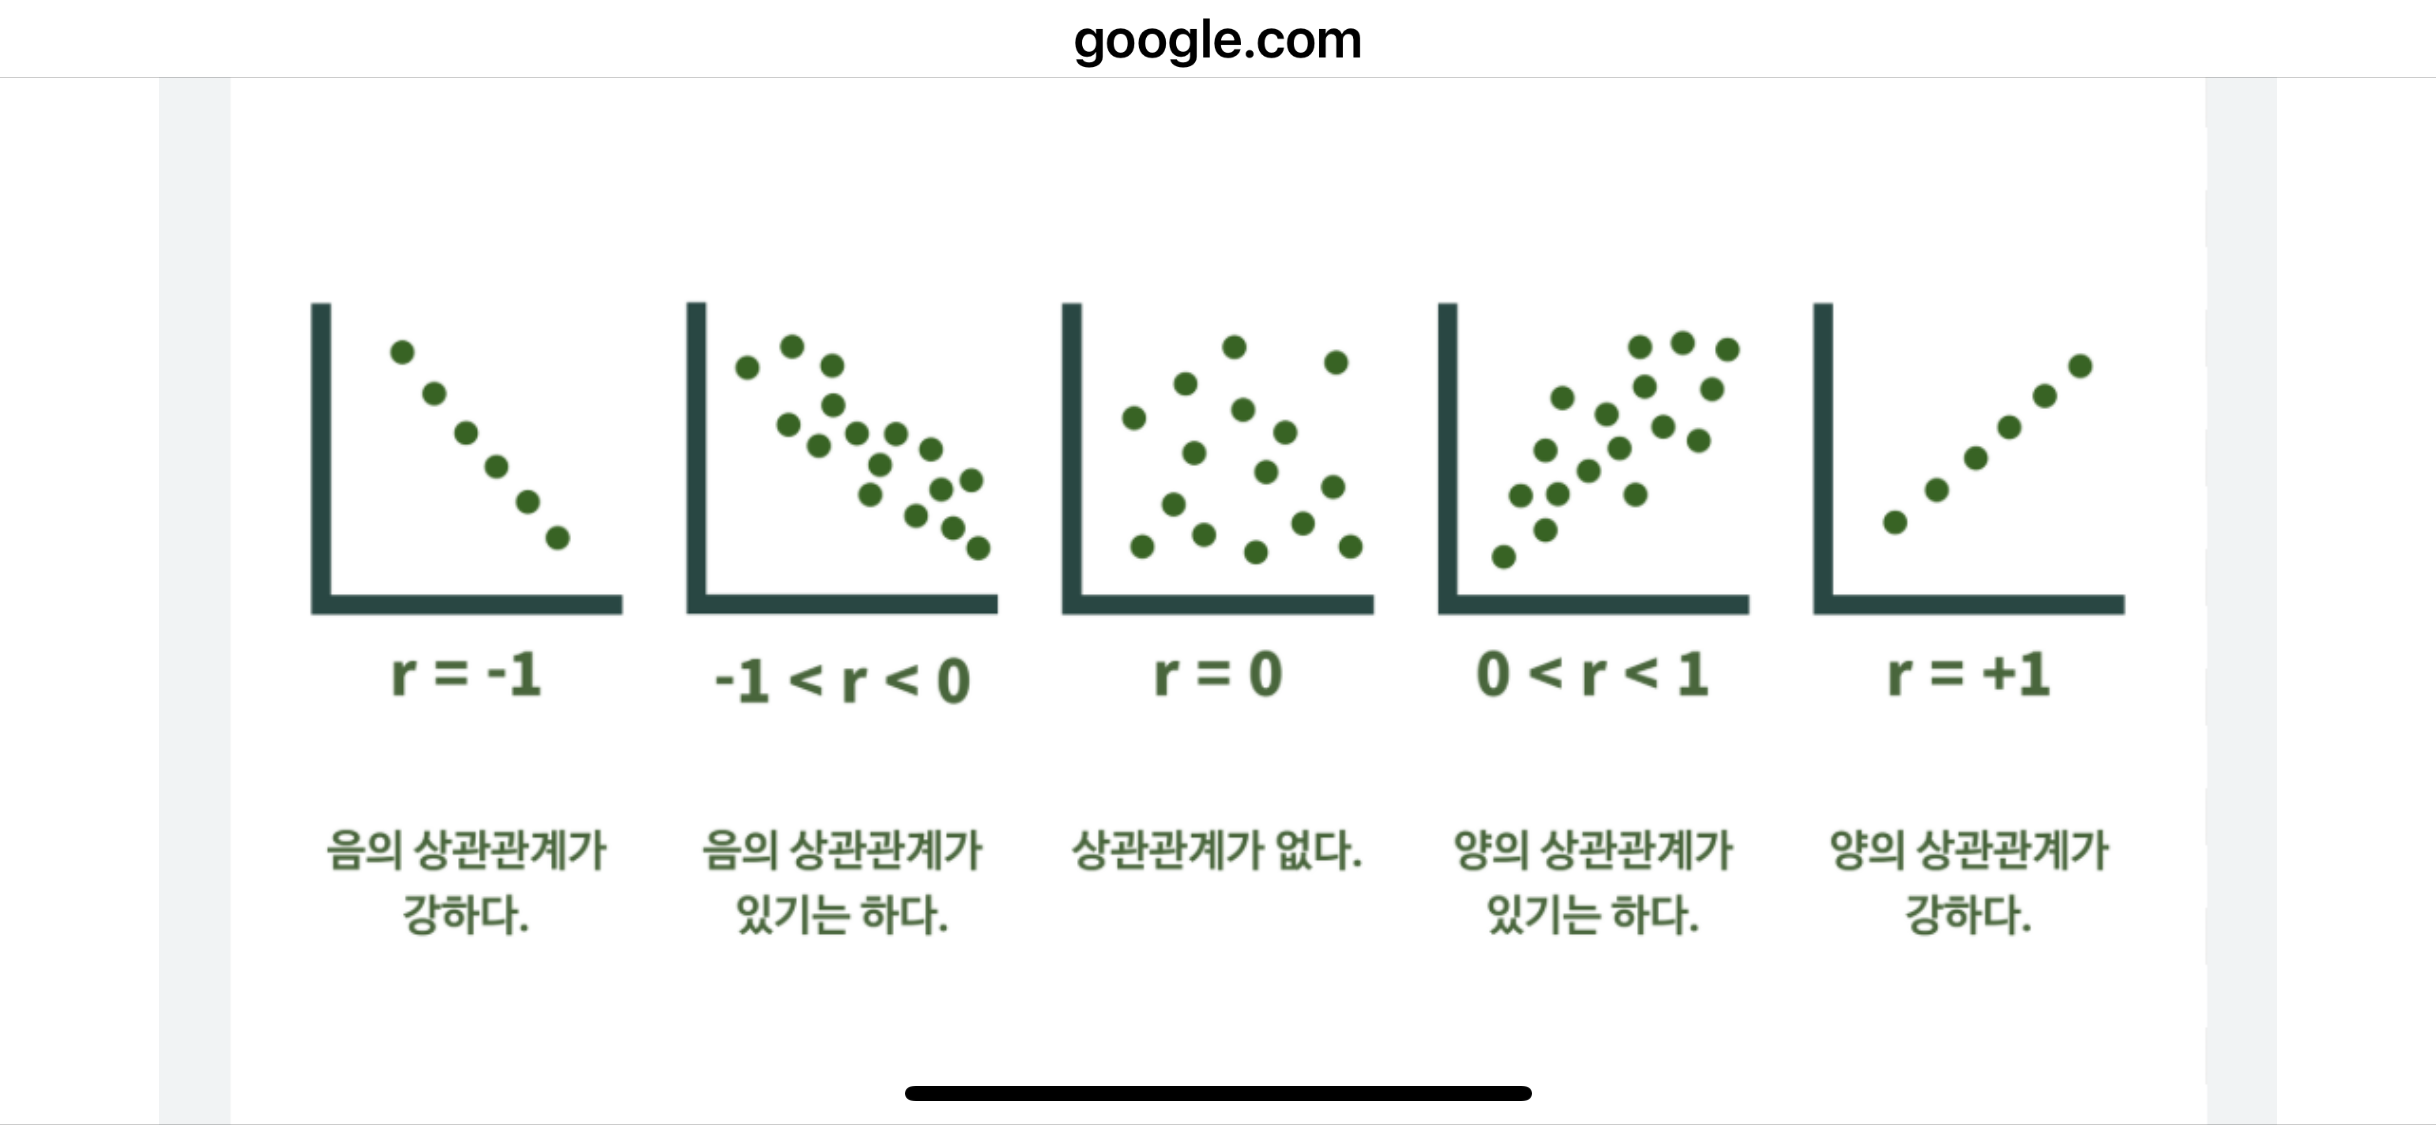 google.com
r = -1
-1 < r < 0
r = 0
0 < r < 1
r = +1
음의 상관관계가
강하다.
음의 상관관계가
있기는 하다.
상관관계가 없다.
양의 상관관계가
있기는 하다.
양의 상관관계가
강하다.